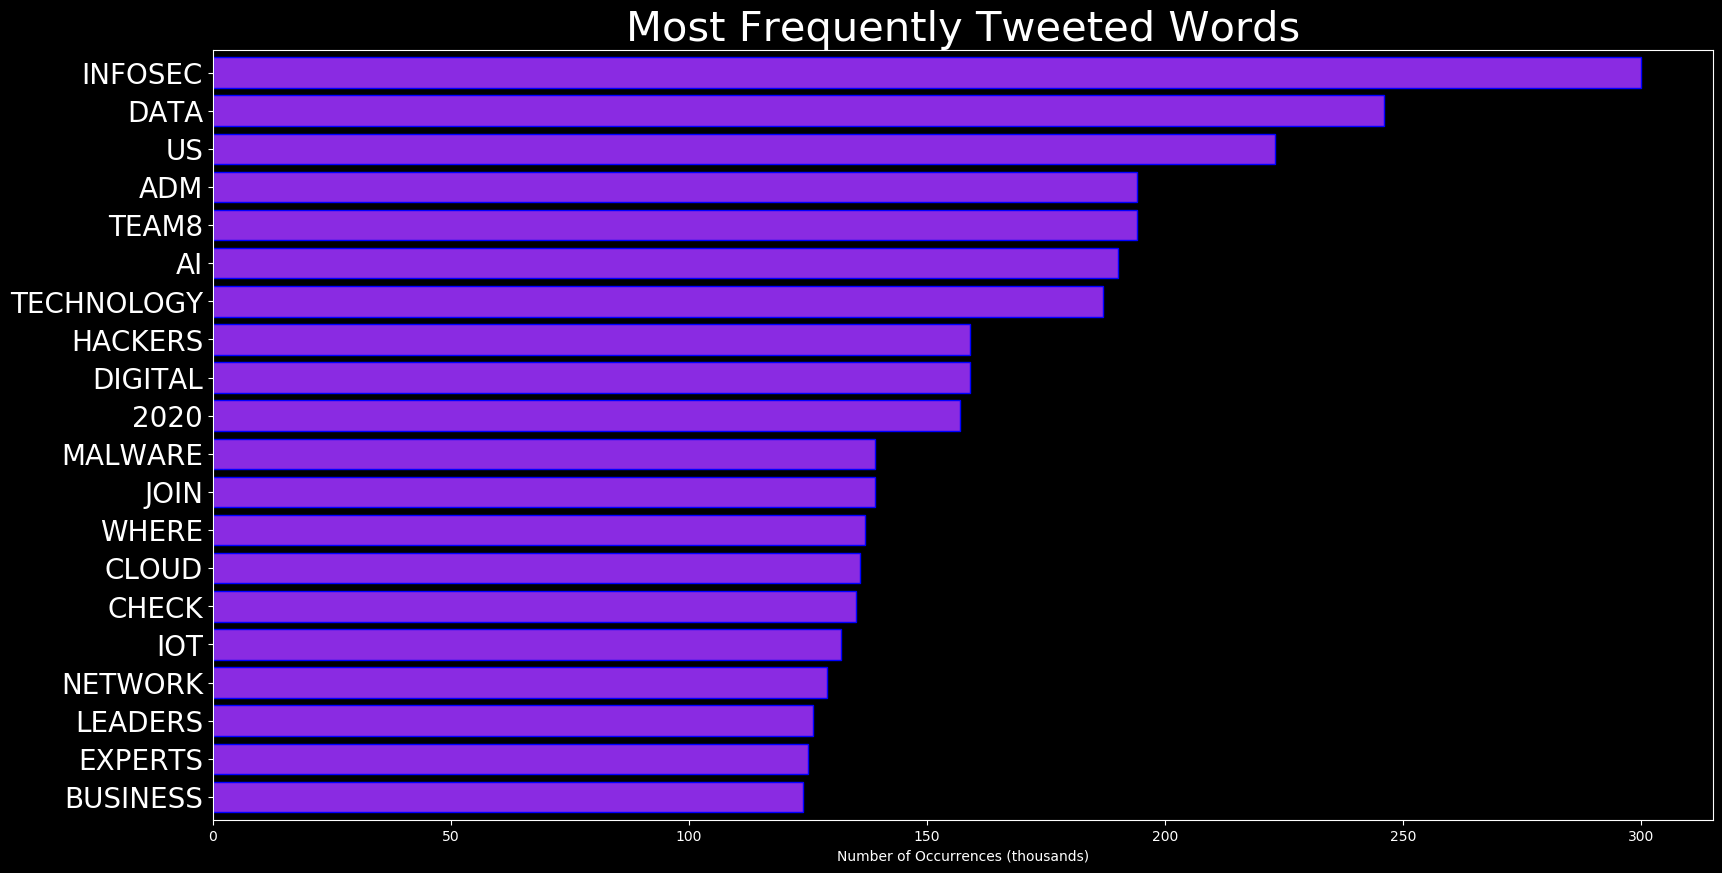 Most Frequently Tweeted Words
INFOSEC
DATA
US
ADM
TEAM8
AI
TECHNOLOGY
HACKERS
DIGITAL
2020
MALWARE
JOIN
WHERE
CLOUD
CHECK
IOT
NETWORK
LEADERS
EXPERTS
BUSINESS
0 50 100 150 200 250 300
Number of Occurrences (thousands)